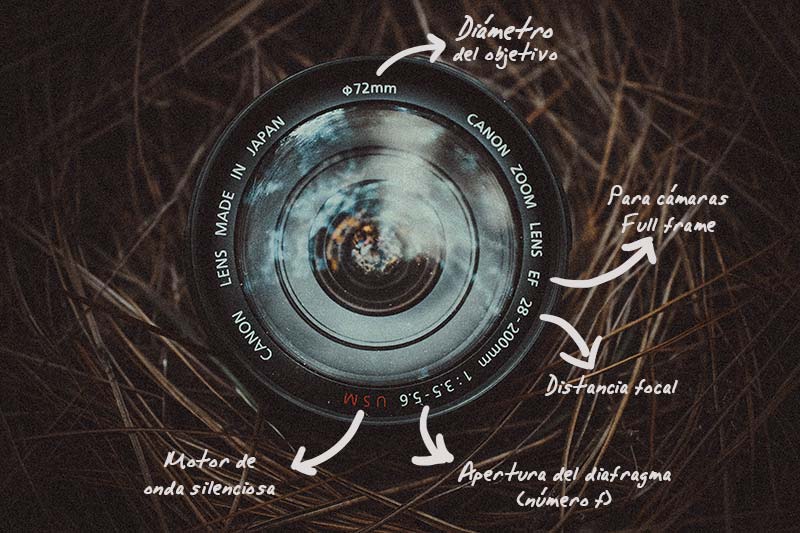 Diámetro
del objetivo
Φ72mm
CANON ZOOM LENS EF 28-200mm 1:3.5-5.6 USM
CANON LENS MADE IN JAPAN
Para cámaras
Full frame
Distancia focal
Motor de
onda silenciosa
Apertura del diafragma
(número f)